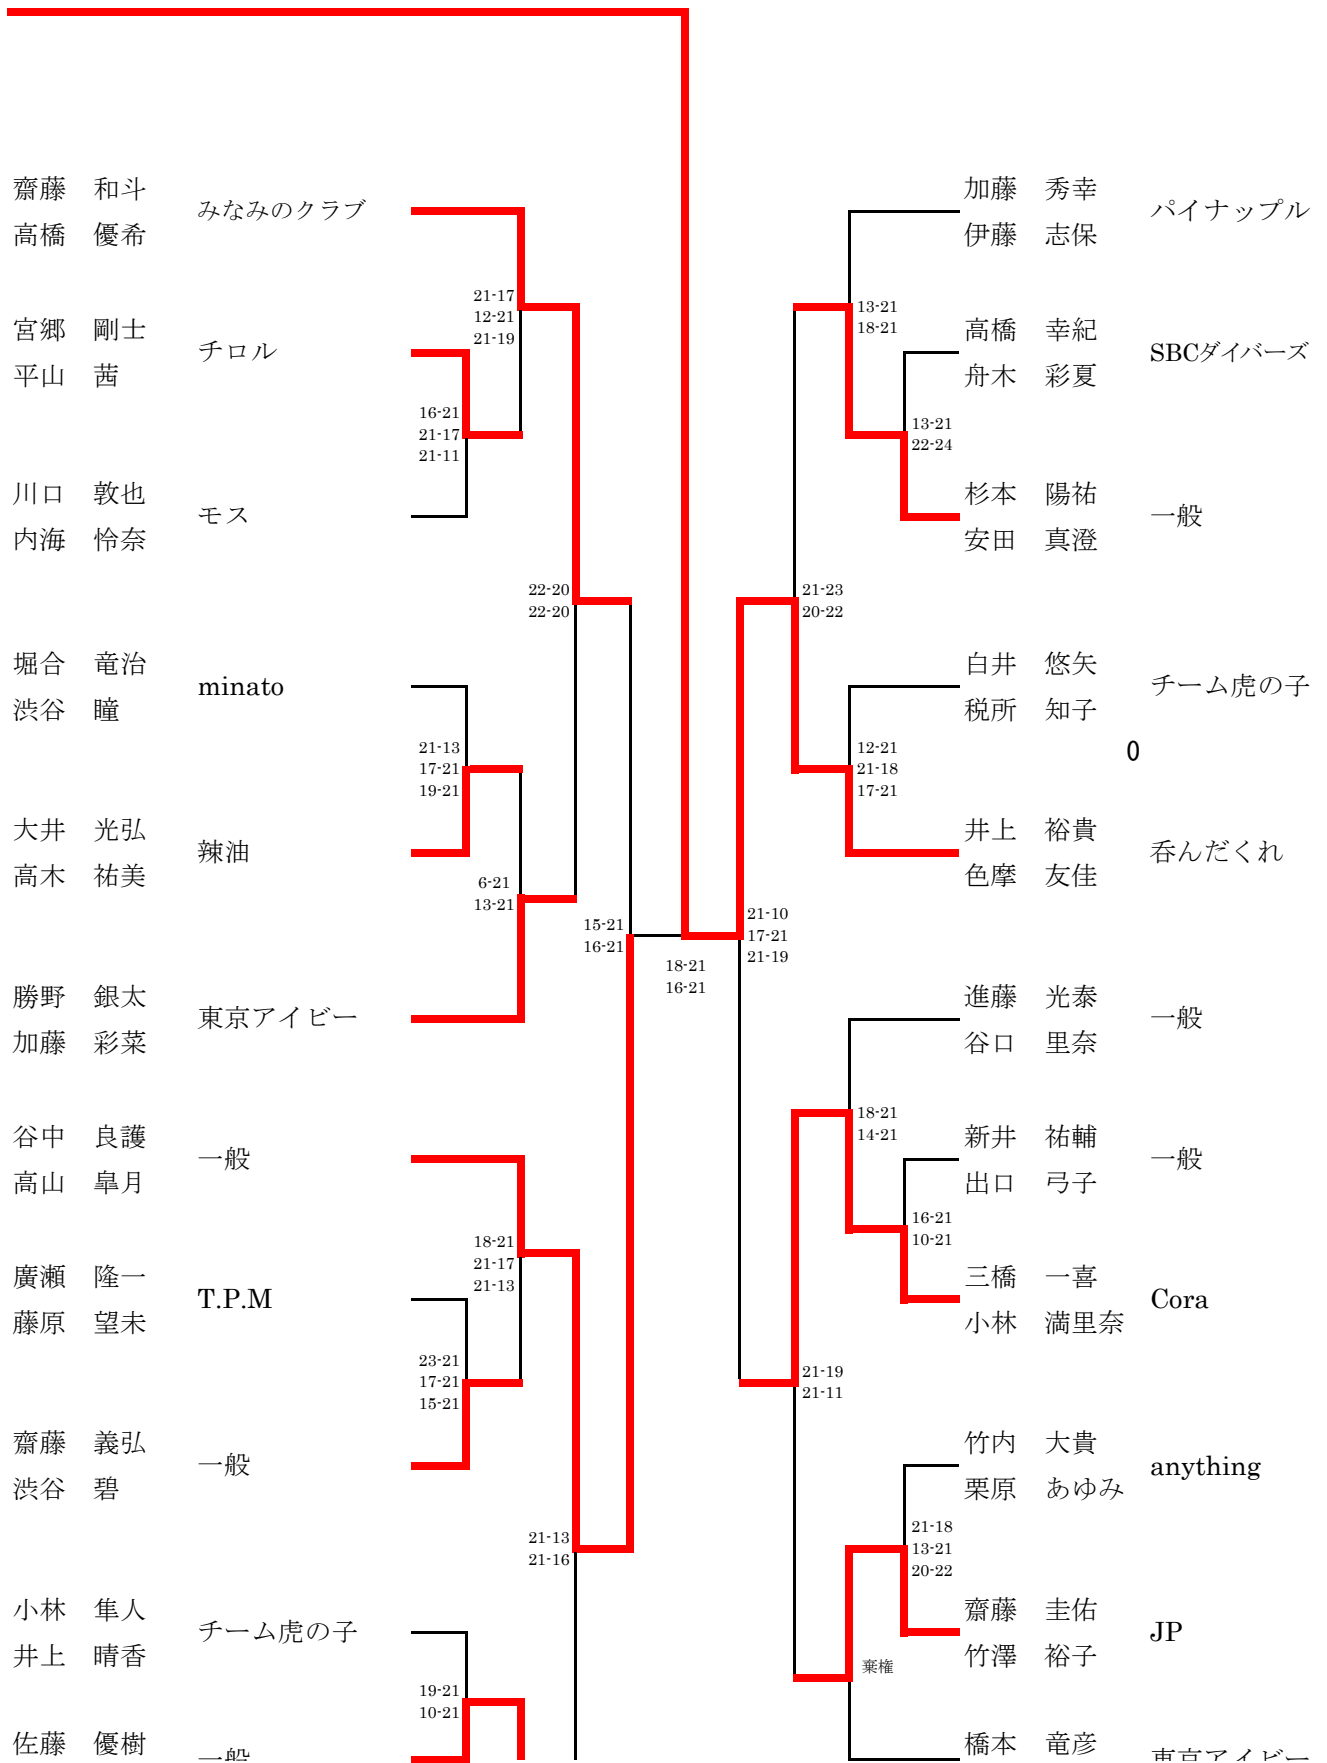 齋藤 和斗
みなみのクラブ
高橋 優希
21-17
12-21
21-19
宮郷 剛士
チロル
平山 茜
16-21
21-17
21-11
川口 敦也
モス
内海 怜奈
22-20
22-20
堀合 竜治
minato
渋谷 瞳
21-13
17-21
19-21
大井 光弘
辣油
高木 祐美
6-21
13-21
15-21
16-21
勝野 銀太
東京アイビー
加藤 彩菜
谷中 良護
一般
高山 皐月
18-21
21-17
21-13
廣瀬 隆一
T.P.M
藤原 望未
23-21
17-21
15-21
齋藤 義弘
一般
渋谷 碧
21-13
21-16
小林 隼人
チーム虎の子
井上 晴香
19-21
10-21
佐藤 優樹
一般
18-21
16-21
加藤 秀幸
パイナップル
伊藤 志保
13-21
18-21
高橋 幸紀
SBCダイバーズ
舟木 彩夏
13-21
22-24
杉本 陽祐
一般
安田 真澄
21-23
20-22
白井 悠矢
チーム虎の子
税所 知子
0
12-21
21-18
17-21
井上 裕貴
呑んだくれ
色摩 友佳
21-10
17-21
21-19
進藤 光泰
一般
谷口 里奈
18-21
14-21
新井 祐輔
一般
出口 弓子
16-21
10-21
三橋 一喜
Cora
小林 満里奈
21-19
21-11
竹内 大貴
anything
栗原 あゆみ
21-18
13-21
20-22
齋藤 圭佑
JP
竹澤 裕子
棄権
橋本 竜彦
東京アイビー